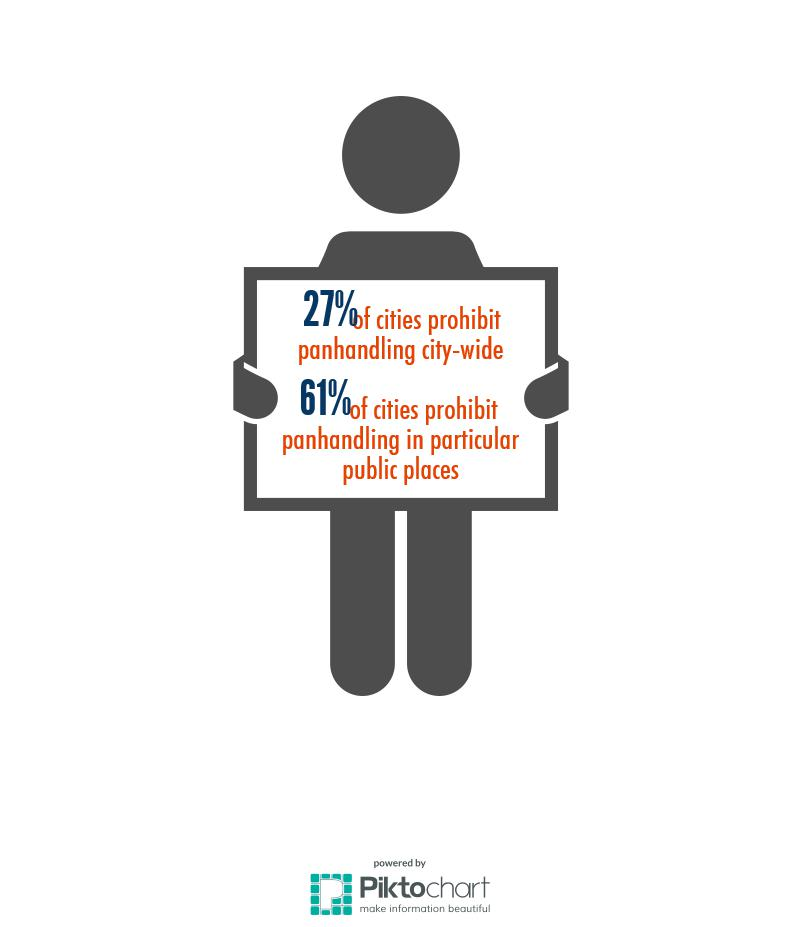 27% of cities prohibit
panhandling city-wide
61% of cities prohibit
panhandling in particular
public places
powered by
Piktochart
make information beautiful